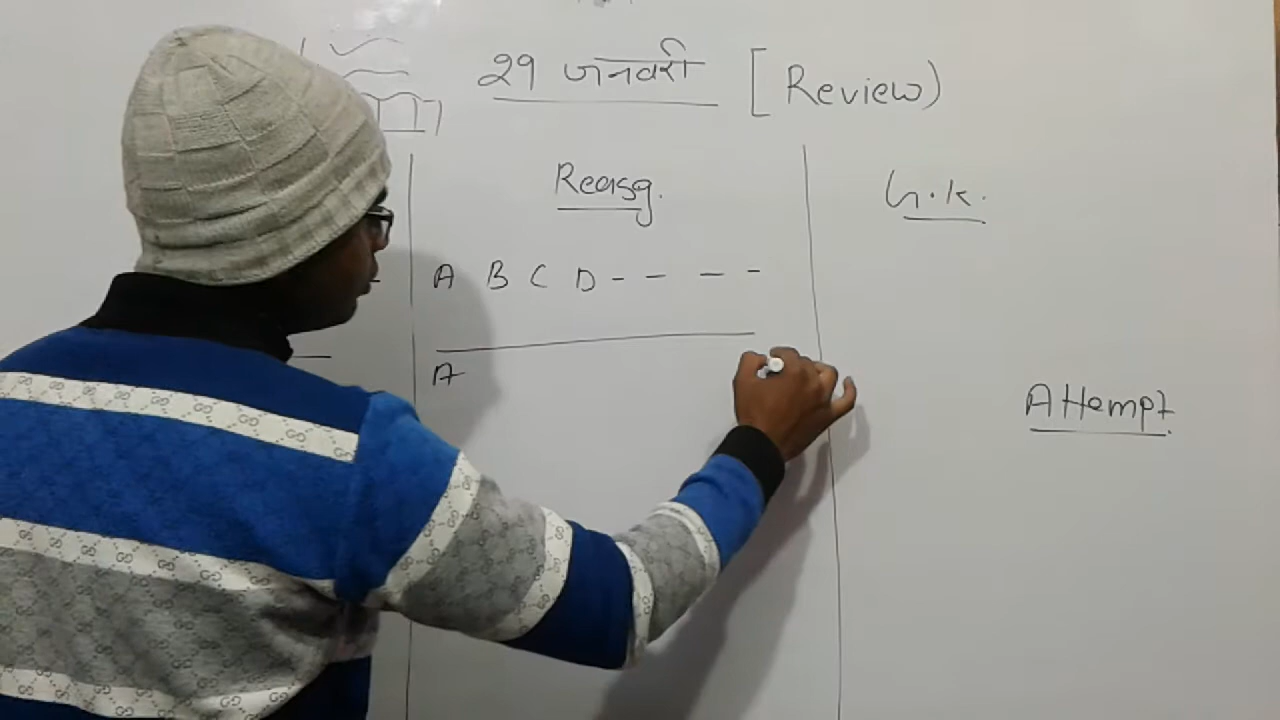 29 जनवरी [Review)
Reasg.
G.K.
A B C D - - - -
A
Attempt